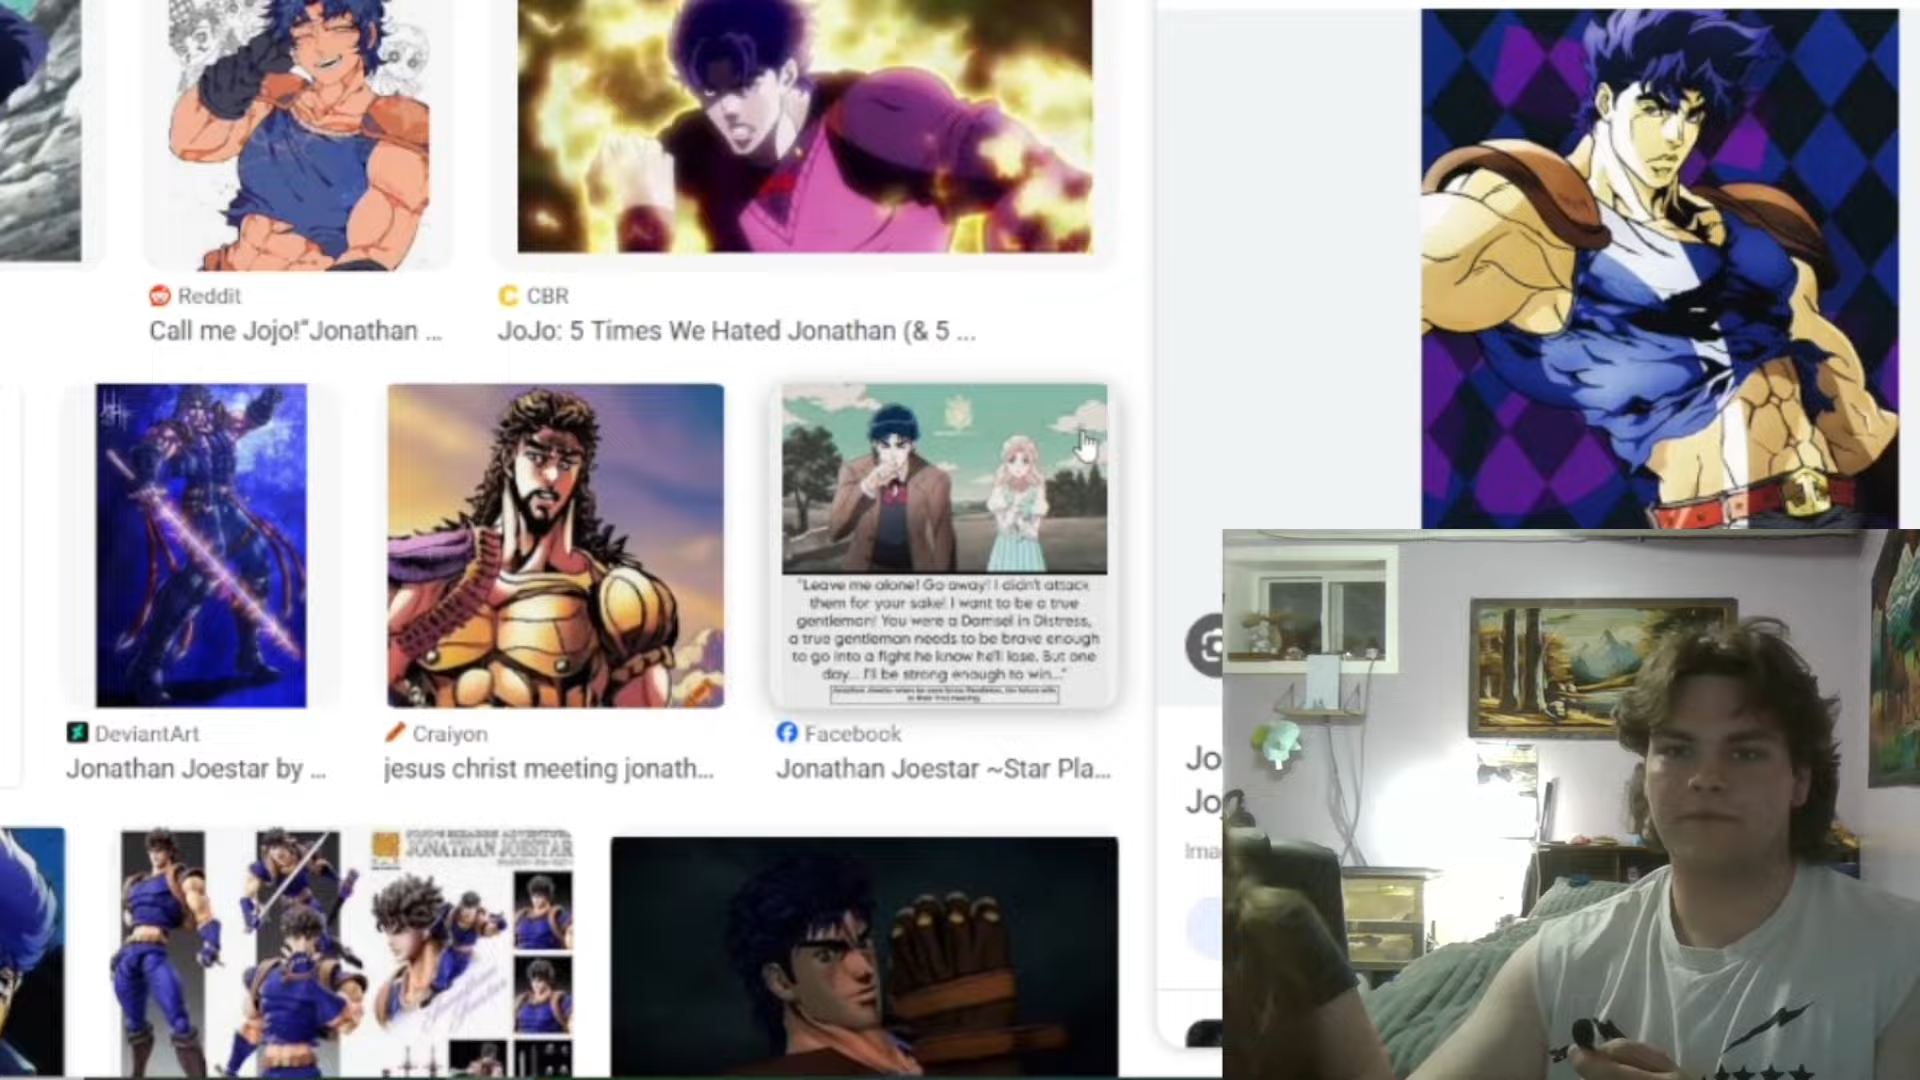 Reddit
Call me Jojo!"Jonathan ...
CBR
JoJo: 5 Times We Hated Jonathan (& 5 ...
"Leave me alone! Go away! I didn't attack
them for your sake! I want to be a true
gentleman! You were a Damsel in Distress,
a true gentleman needs to be brave enough
to go into a fight he know he'll lose. But one
day... I'll be strong enough to win..."
DeviantArt
Jonathan Joestar by ...
Craiyon
jesus christ meeting jonath...
Facebook
Jonathan Joestar ~Star Pla...
JOJO'S BIZARRE ADVENTURE
JONATHAN JOESTAR
Jo
Jo
Ima